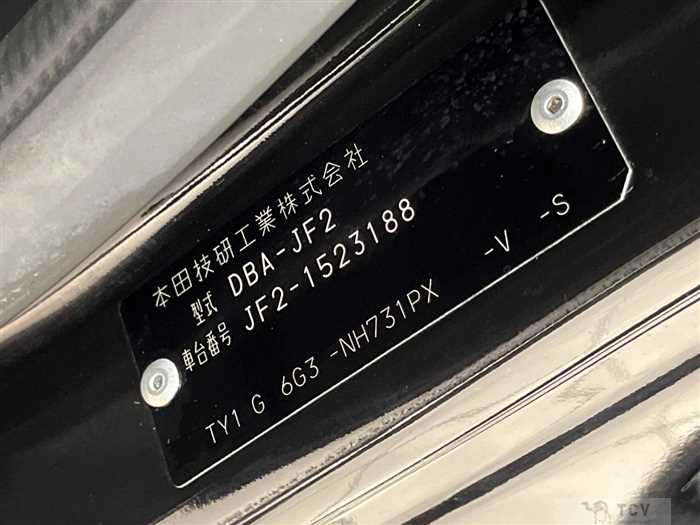 本田技研工業株式会社
型式 DBA-JF2
車台番号 JF2-1523188
TY1 G 6G3 -NH731PX -V -S
TCV